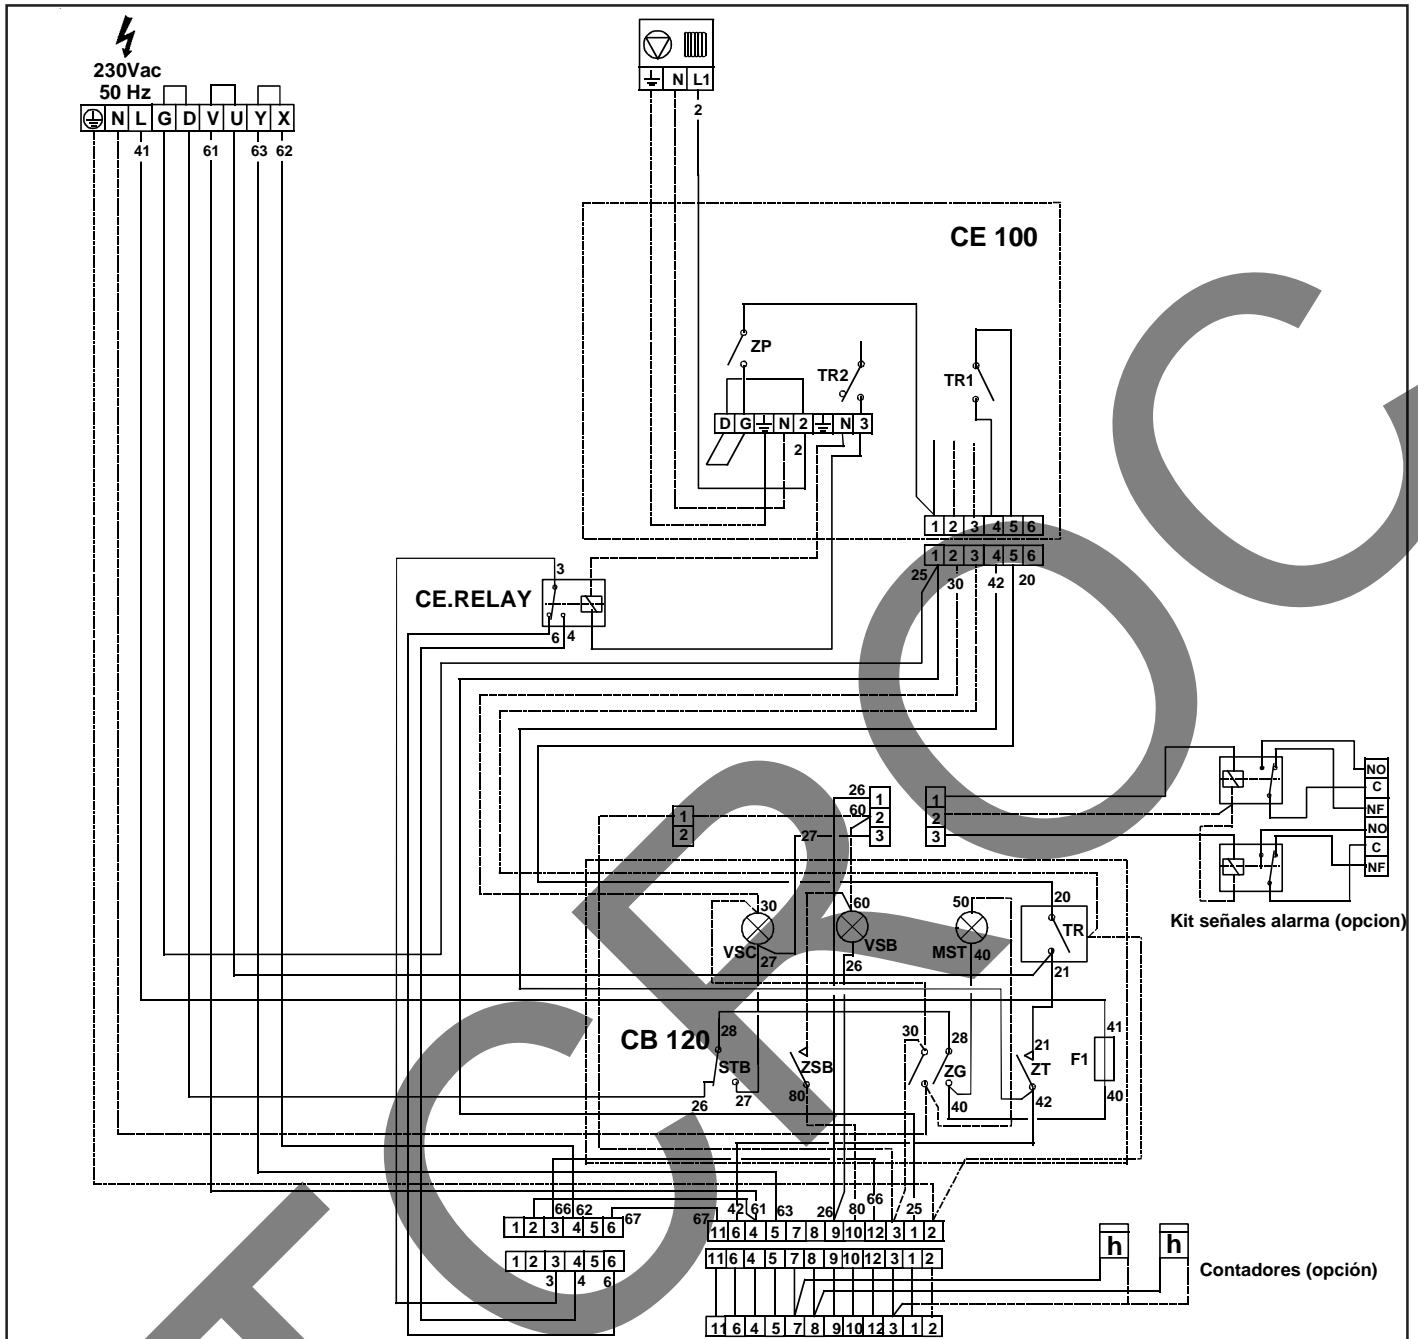 230Vac
50 Hz
N L G D V U Y X
41 61 63 62
N L1
2
CE 100
ZP
TR2
TR1
D G N 2 N 3
2
1 2 3 4 5 6
1 2 3 4 5 6
25 30 42 20
3
CE.RELAY
6 4
26
60
27
1
2
3
1
2
1
2
3
NO
C
NF
NO
C
NF
Kit señales alarma (opcion)
30 60 50 20
VSC VSB MST TR
27 26 40 21
CB 120
28 30 28 21 41
STB ZSB ZG ZT F1
26 27 80 40 42 40
66 62 67
67 42 61 63 26 80 66 25
1 2 3 4 5 6
11 6 4 5 7 8 9 10 12 3 1 2
1 2 3 4 5 6
11 6 4 5 7 8 9 10 12 3 1 2
3 4 6
h h
Contadores (opción)
11 6 4 5 7 8 9 10 12 3 1 2